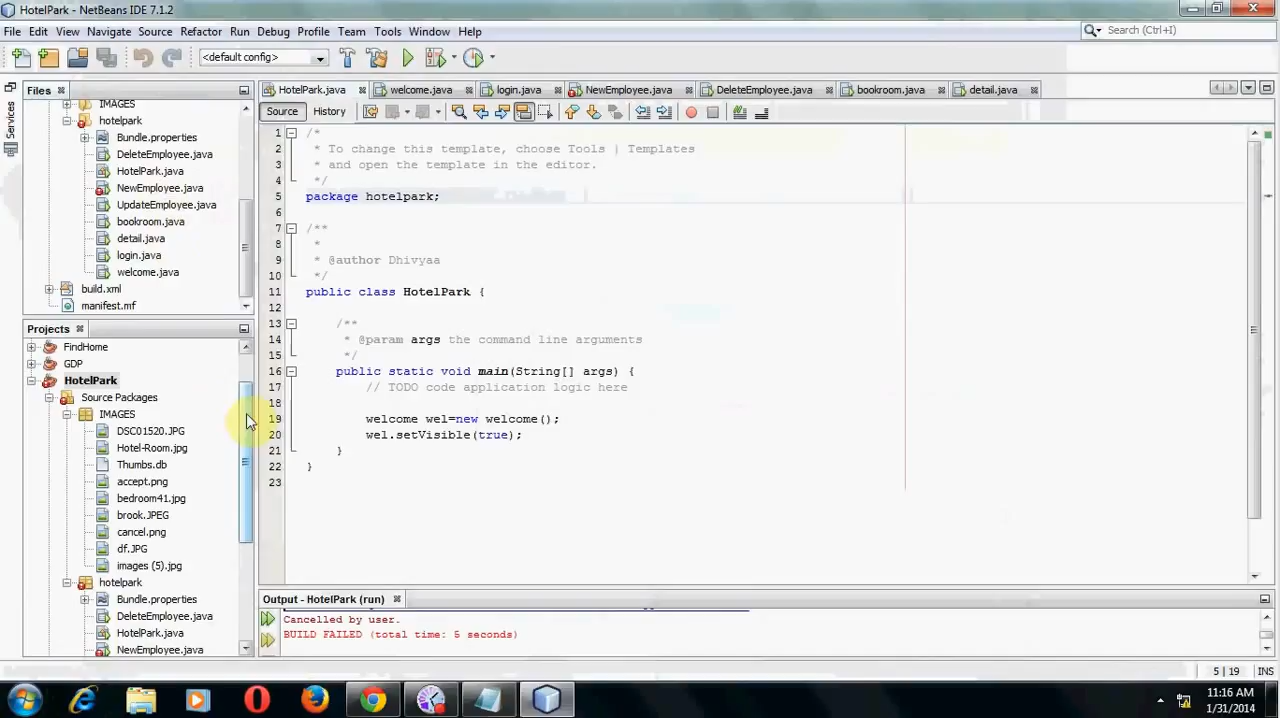 HotelPark - NetBeans IDE 7.1.2
File Edit View Navigate Source Refactor Run Debug Profile Team Tools Window Help
Search (Ctrl+I)
<default config>
Files
Services
IMAGES
hotelpark
Bundle.properties
DeleteEmployee.java
HotelPark.java
NewEmployee.java
UpdateEmployee.java
bookroom.java
detail.java
login.java
welcome.java
build.xml
manifest.mf
Projects
FindHome
GDP
HotelPark
Source Packages
IMAGES
DSC01520.JPG
Hotel-Room.jpg
Thumbs.db
accept.png
bedroom41.jpg
brook.JPEG
cancel.png
df.JPG
images (5).jpg
hotelpark
Bundle.properties
DeleteEmployee.java
HotelPark.java
NewEmployee.java
HotelPark.java welcome.java login.java NewEmployee.java DeleteEmployee.java bookroom.java detail.java
Source History
1 /*
2 * To change this template, choose Tools | Templates
3 * and open the template in the editor.
4 */
5 package hotelpark;
6
7 /**
8 *
9 * @author Dhivyaa
10 */
11 public class HotelPark {
12
13 /**
14 * @param args the command line arguments
15 */
16 public static void main(String[] args) {
17 // TODO code application logic here
18
19 welcome wel=new welcome();
20 wel.setVisible(true);
21 }
22 }
23
Output - HotelPark (run)
Cancelled by user.
BUILD FAILED (total time: 5 seconds)
5 | 19 INS
11:16 AM
1/31/2014